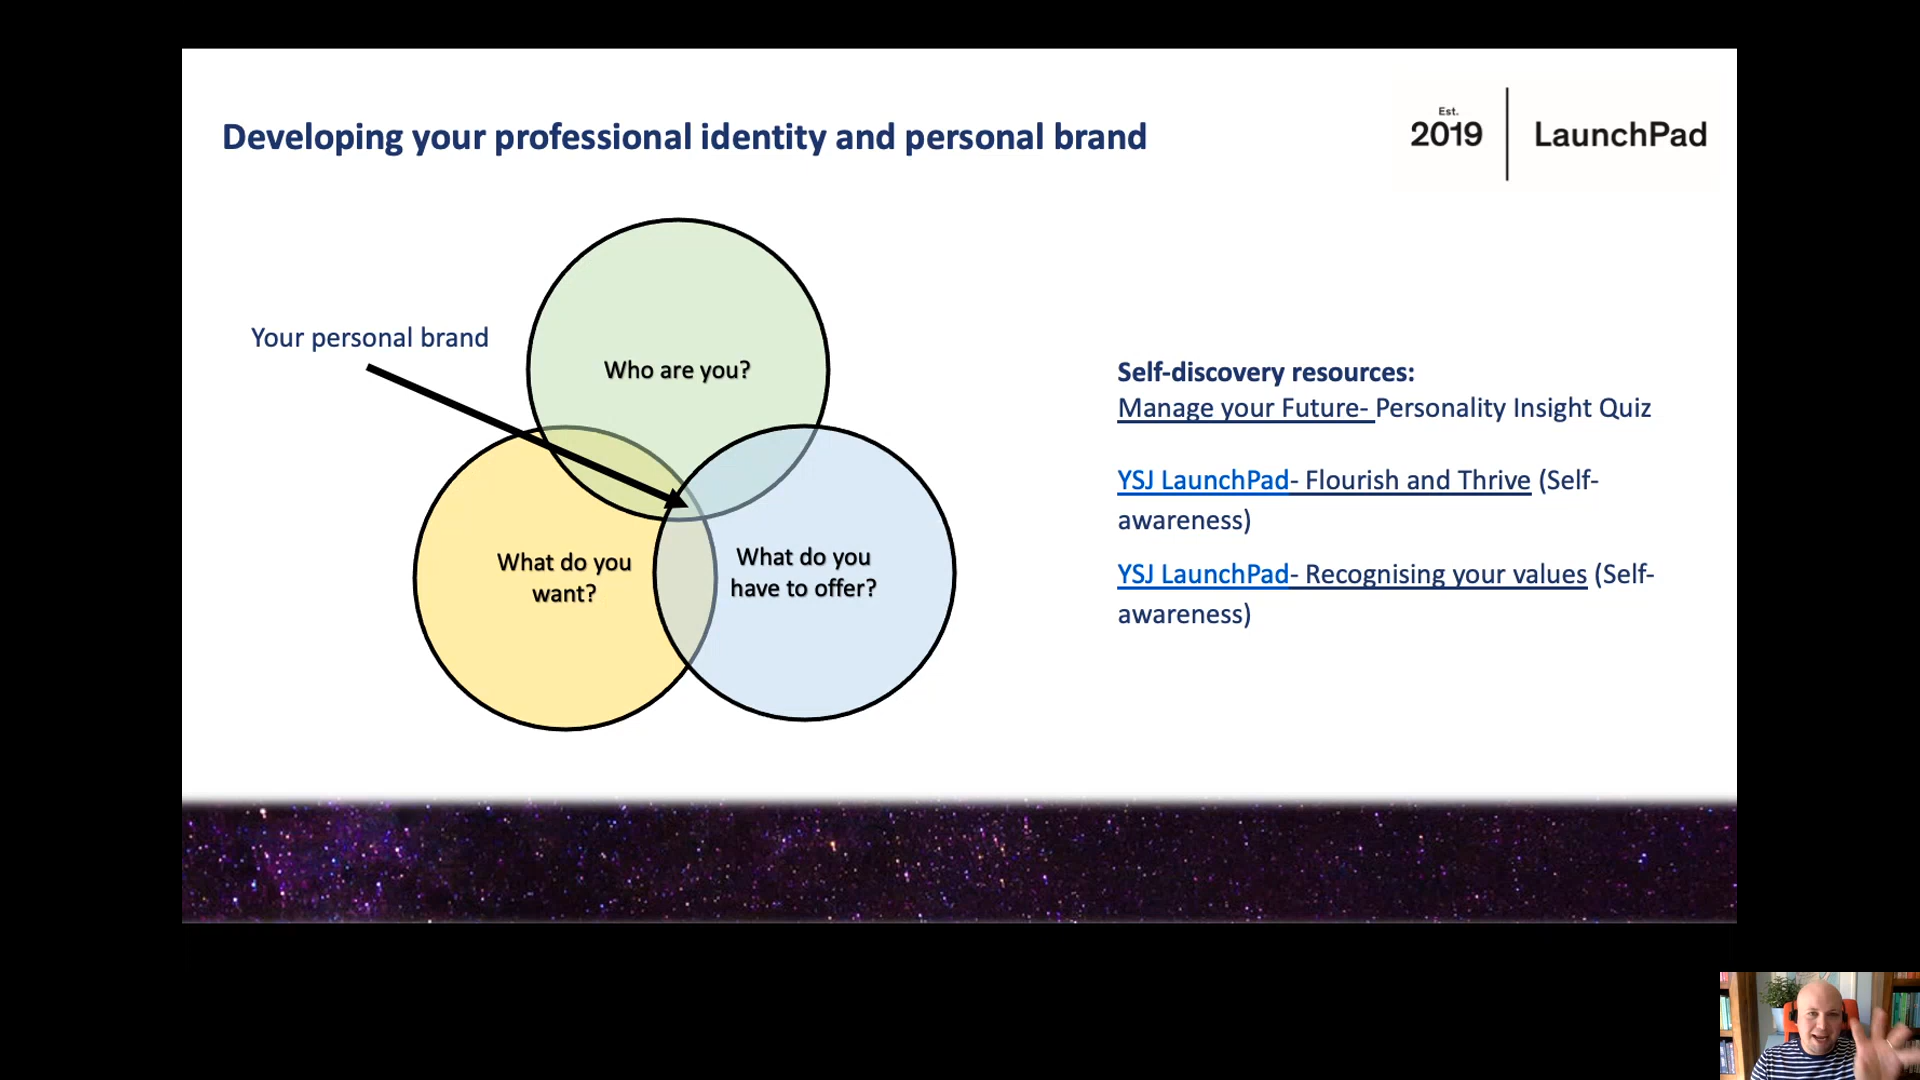 Developing your professional identity and personal brand
Est.
2019
LaunchPad
Your personal brand
Who are you?
What do you
want?
What do you
have to offer?
Self-discovery resources:
Manage your Future- Personality Insight Quiz
YSJ LaunchPad- Flourish and Thrive (Self-
awareness)
YSJ LaunchPad- Recognising your values (Self-
awareness)